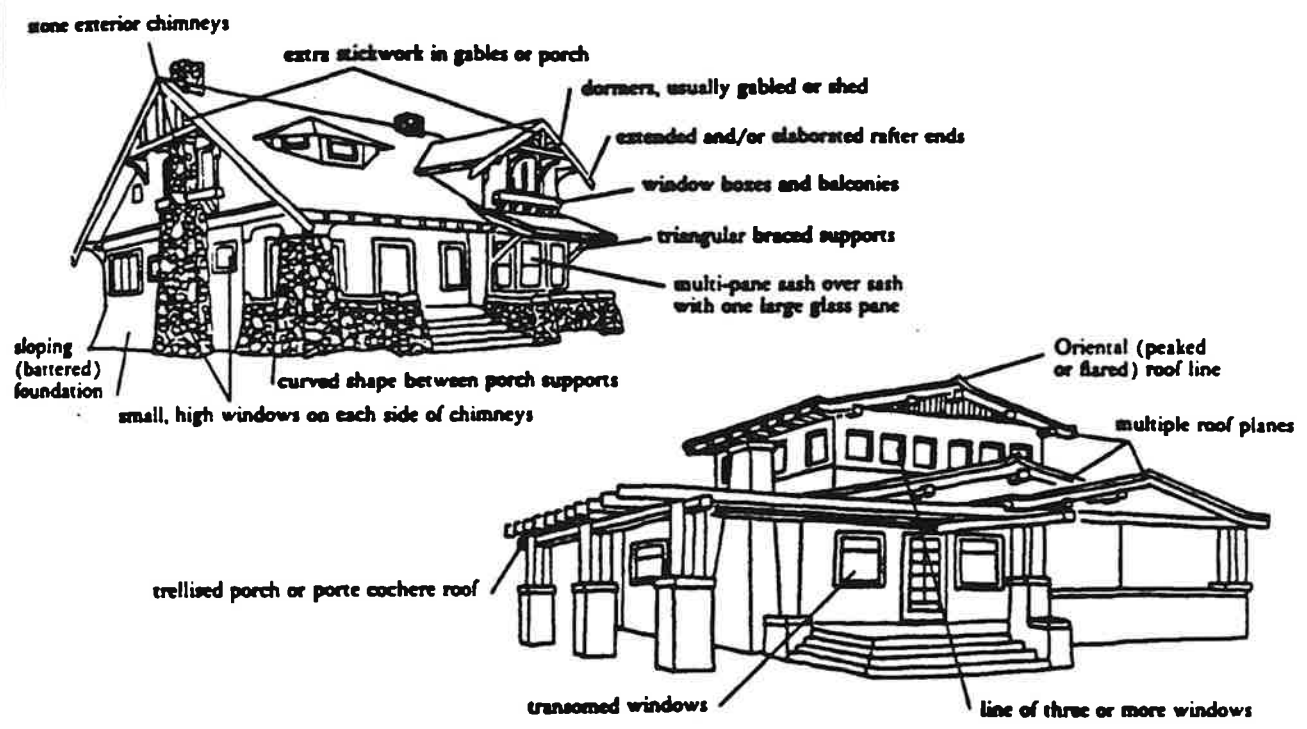 stone exterior chimneys
extra stickwork in gables or porch
dormers, usually gabled or shed
extended and/or elaborated rafter ends
window boxes and balconies
triangular braced supports
multi-pane sash over sash
with one large glass pane
sloping
(battered)
foundation
curved shape between porch supports
small, high windows on each side of chimneys
Oriental (peaked
or flared) roof line
multiple roof planes
trellised porch or porte cochere roof
transomed windows
line of three or more windows